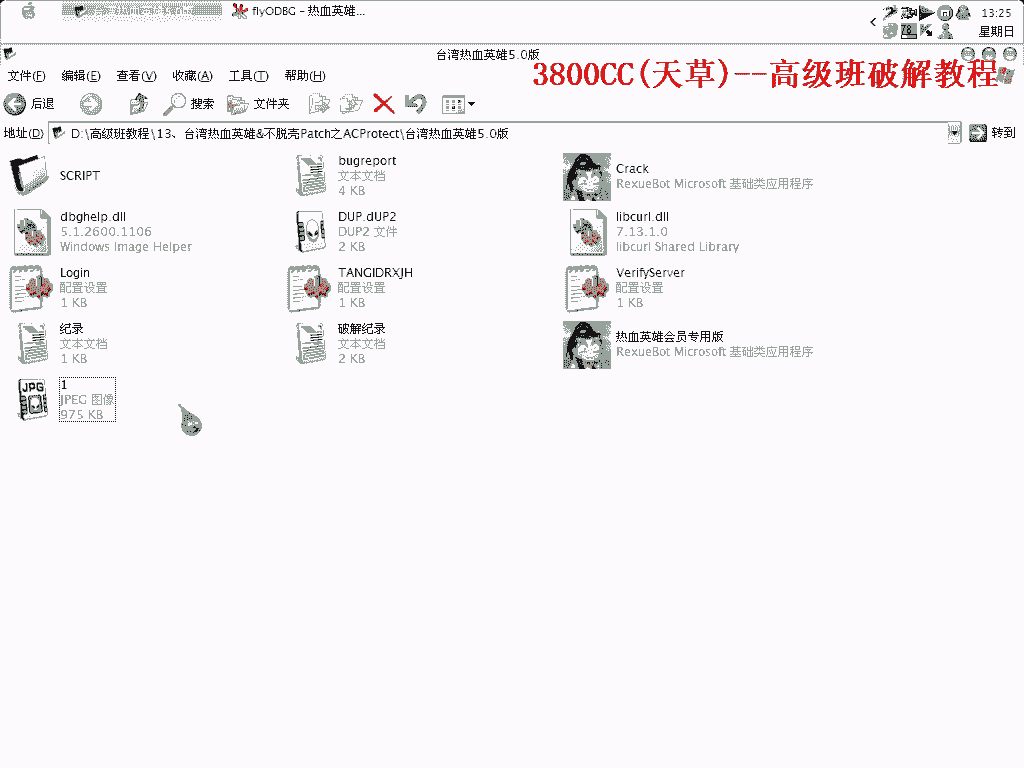 flyODBG - 热血英雄...
13:25
星期日
台湾热血英雄5.0版
3800CC(天草)--高级班破解教程
文件(F) 编辑(E) 查看(V) 收藏(A) 工具(T) 帮助(H)
后退 搜索 文件夹
地址(D) D:\高级班教程\13、台湾热血英雄&不脱壳Patch之ACProtect\台湾热血英雄5.0版 转到
SCRIPT
bugreport
文本文档
4 KB
Crack
RexueBot Microsoft 基础类应用程序
dbghelp.dll
5.1.2600.1106
Windows Image Helper
DUP.dUP2
DUP2 文件
2 KB
libcurl.dll
7.13.1.0
libcurl Shared Library
Login
配置设置
1 KB
TANGIDRXJH
配置设置
1 KB
VerifyServer
配置设置
1 KB
纪录
文本文档
1 KB
破解纪录
文本文档
2 KB
热血英雄会员专用版
RexueBot Microsoft 基础类应用程序
JPG
1
JPEG 图像
975 KB